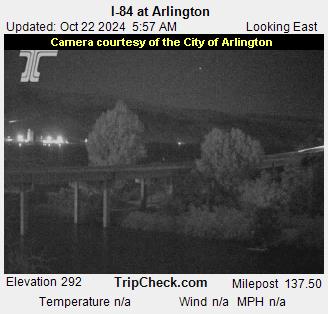 I-84 at Arlington
Updated: Oct 22 2024 5:57 AM Looking East
Camera courtesy of the City of Arlington
Elevation 292 TripCheck.com Milepost 137.50
Temperature n/a Wind n/a MPH n/a